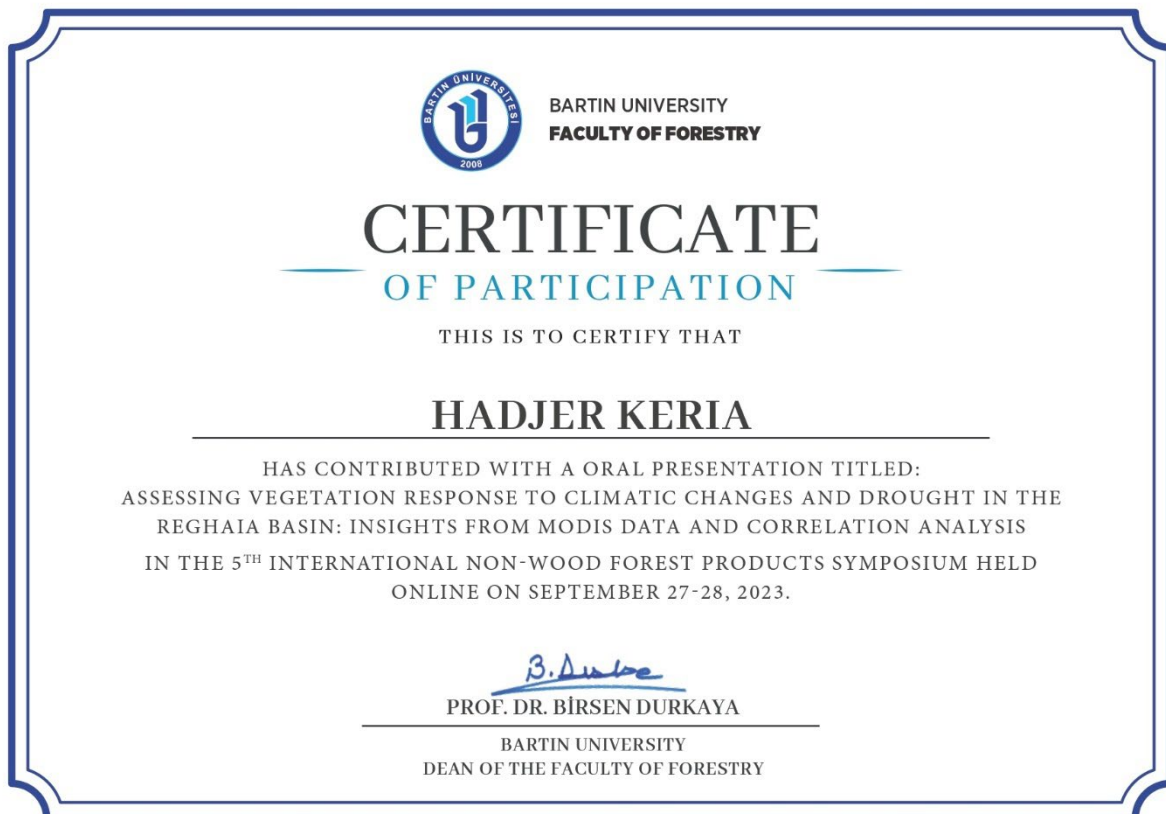 BARTIN ÜNİVERSİTESİ
2008
BARTIN UNIVERSITY
FACULTY OF FORESTRY
CERTIFICATE
OF PARTICIPATION
THIS IS TO CERTIFY THAT
HADJER KERIA
HAS CONTRIBUTED WITH A ORAL PRESENTATION TITLED:
ASSESSING VEGETATION RESPONSE TO CLIMATIC CHANGES AND DROUGHT IN THE
REGHAIA BASIN: INSIGHTS FROM MODIS DATA AND CORRELATION ANALYSIS
IN THE 5TH INTERNATIONAL NON-WOOD FOREST PRODUCTS SYMPOSIUM HELD
ONLINE ON SEPTEMBER 27-28, 2023.
PROF. DR. BİRSEN DURKAYA
BARTIN UNIVERSITY
DEAN OF THE FACULTY OF FORESTRY